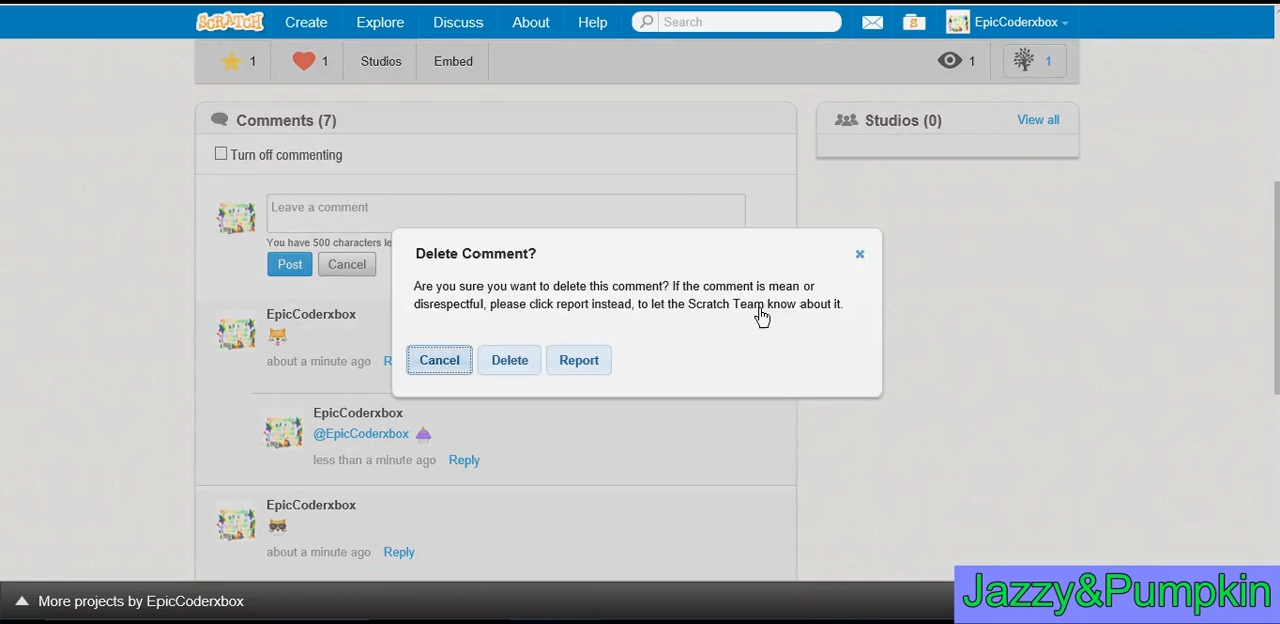 SCRATCH Create Explore Discuss About Help Search EpicCoderxbox
1 1 Studios Embed 1 1
Comments (7)
Studios (0) View all
Turn off commenting
Leave a comment
You have 500 characters le
Post Cancel
Delete Comment?
Are you sure you want to delete this comment? If the comment is mean or
disrespectful, please click report instead, to let the Scratch Team know about it.
Cancel Delete Report
EpicCoderxbox
about a minute ago R
EpicCoderxbox
@EpicCoderxbox
less than a minute ago Reply
EpicCoderxbox
about a minute ago Reply
More projects by EpicCoderxbox
Jazzy&Pumpkin